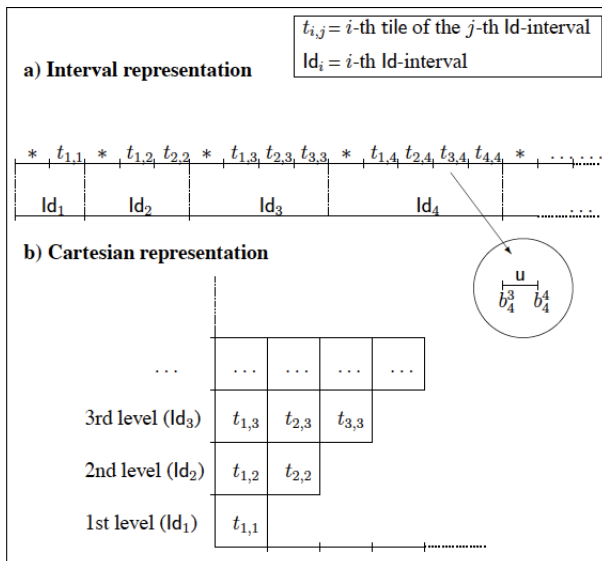 t_{i,j} = i-th tile of the j-th Id-interval
Id_i = i-th Id-interval
a) Interval representation
* t_{1,1} * t_{1,2} t_{2,2} * t_{1,3} t_{2,3} t_{3,3} * t_{1,4} t_{2,4} t_{3,4} t_{4,4} * ......
Id_1 Id_2 Id_3 Id_4 ...
b) Cartesian representation
u
b_4^3 b_4^4
... ... ... ... ...
3rd level (Id_3) t_{1,3} t_{2,3} t_{3,3}
2nd level (Id_2) t_{1,2} t_{2,2}
1st level (Id_1) t_{1,1}